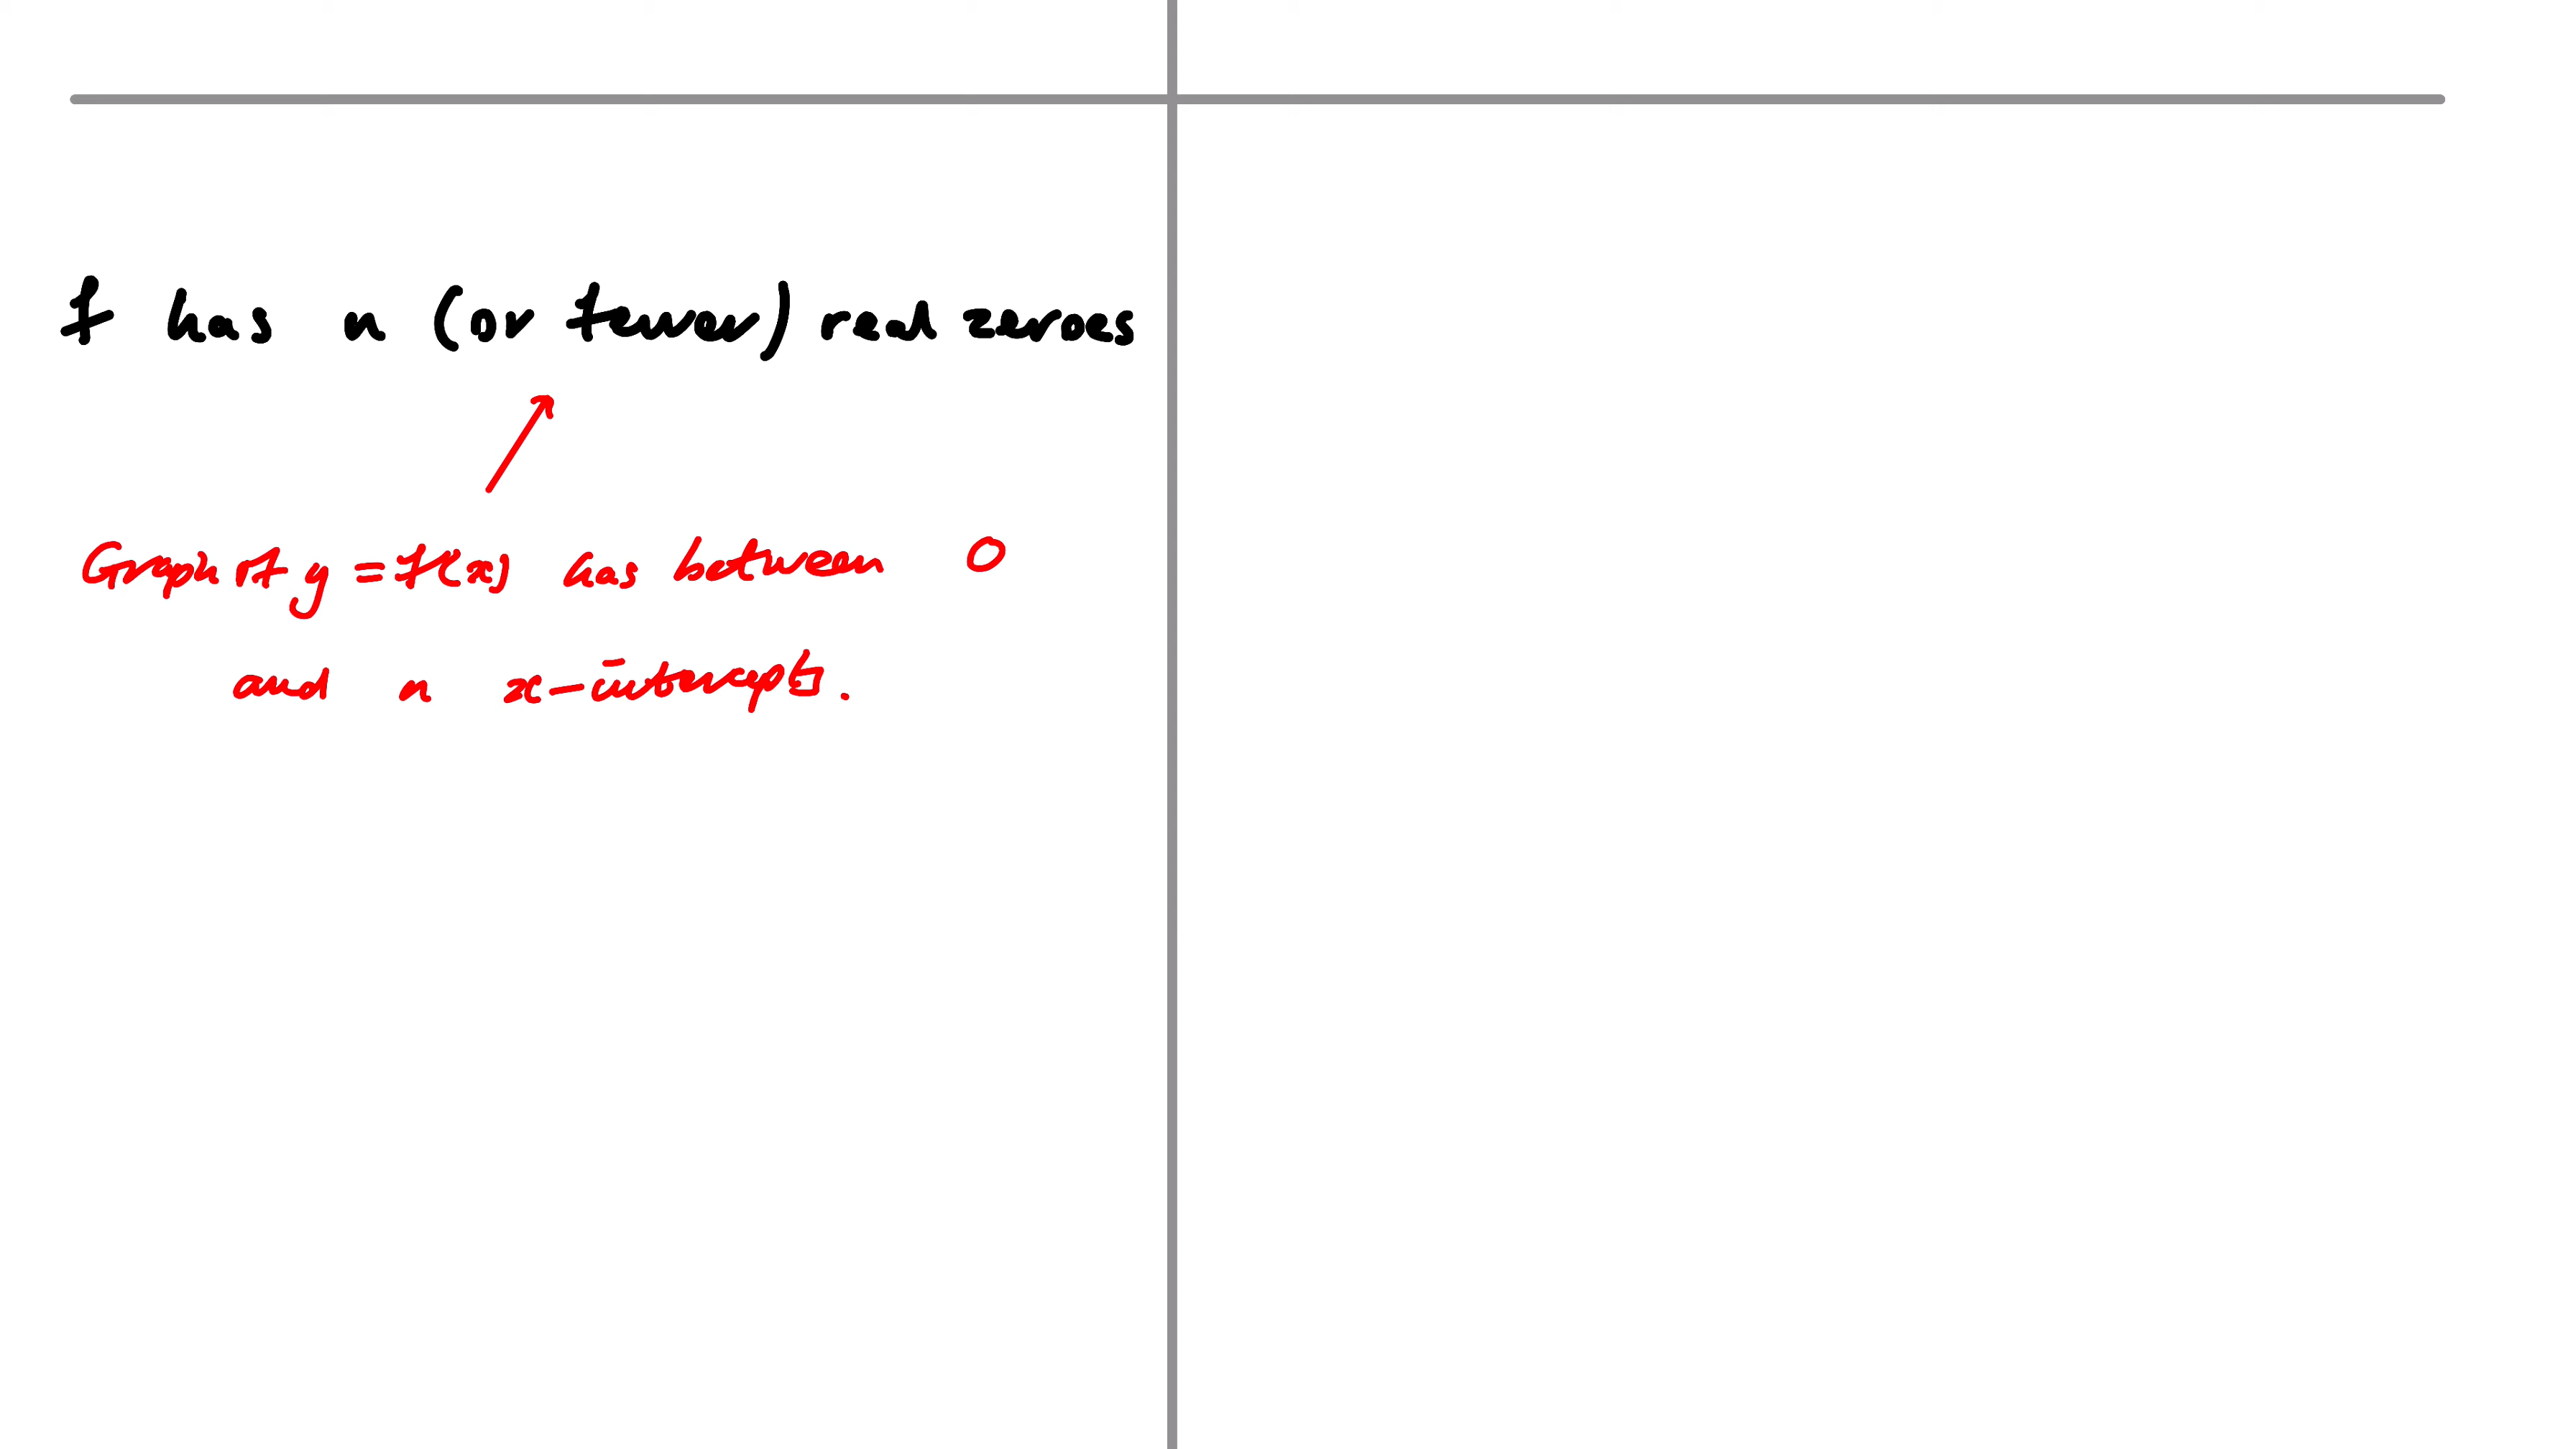 f has n (or fewer) real zeroes
Graph of y = f(x) has between 0
and n x-intercepts.